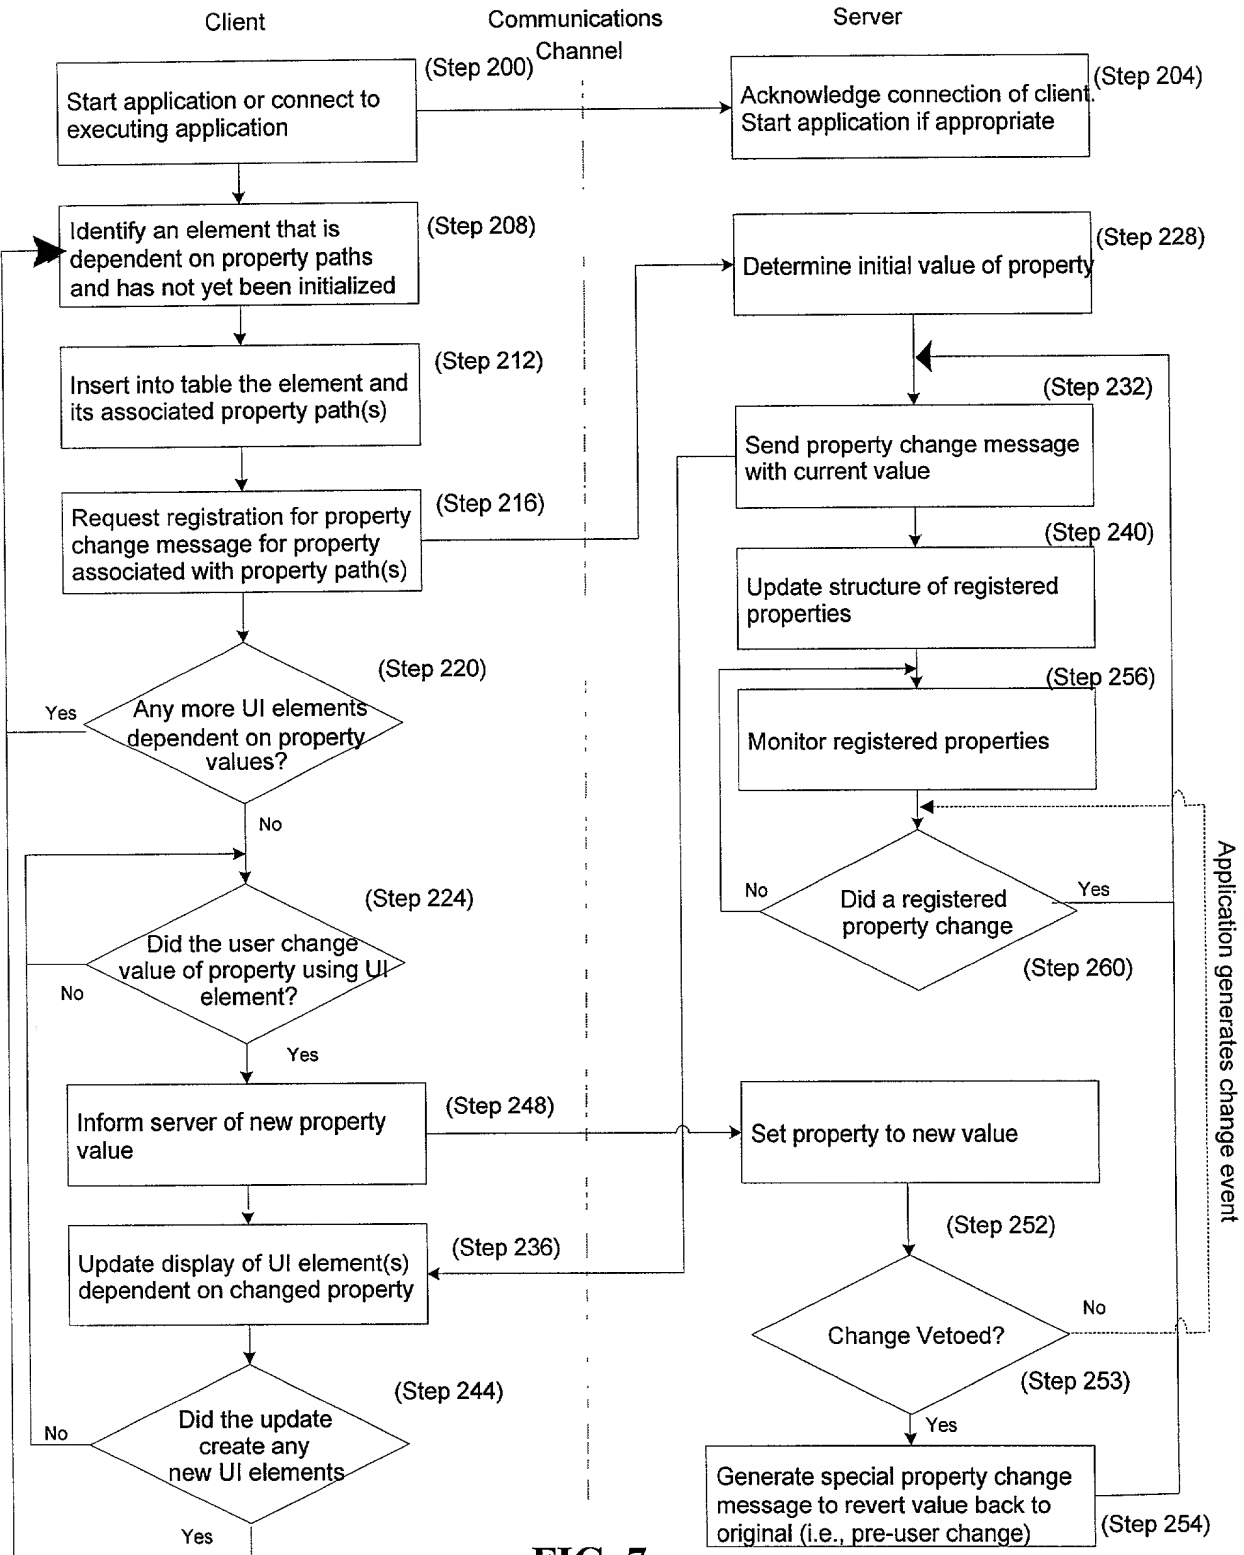 Client
Communications
Channel
Server
(Step 200)
Start application or connect to
executing application
(Step 204)
Acknowledge connection of client.
Start application if appropriate
(Step 208)
Identify an element that is
dependent on property paths
and has not yet been initialized
(Step 228)
Determine initial value of property
(Step 212)
Insert into table the element and
its associated property path(s)
(Step 232)
Send property change message
with current value
(Step 216)
Request registration for property
change message for property
associated with property path(s)
(Step 240)
Update structure of registered
properties
(Step 220)
Any more UI elements
dependent on property
values?
Yes
No
(Step 256)
Monitor registered properties
(Step 224)
Did the user change
value of property using UI
element?
No
Yes
Did a registered
property change
No
Yes
(Step 260)
Application generates change event
(Step 248)
Inform server of new property
value
Set property to new value
(Step 252)
(Step 236)
Update display of UI element(s)
dependent on changed property
Change Vetoed?
No
(Step 253)
Yes
(Step 244)
Did the update
create any
new UI elements
No
Yes
Generate special property change
message to revert value back to
original (i.e., pre-user change)
(Step 254)
FIG. 7